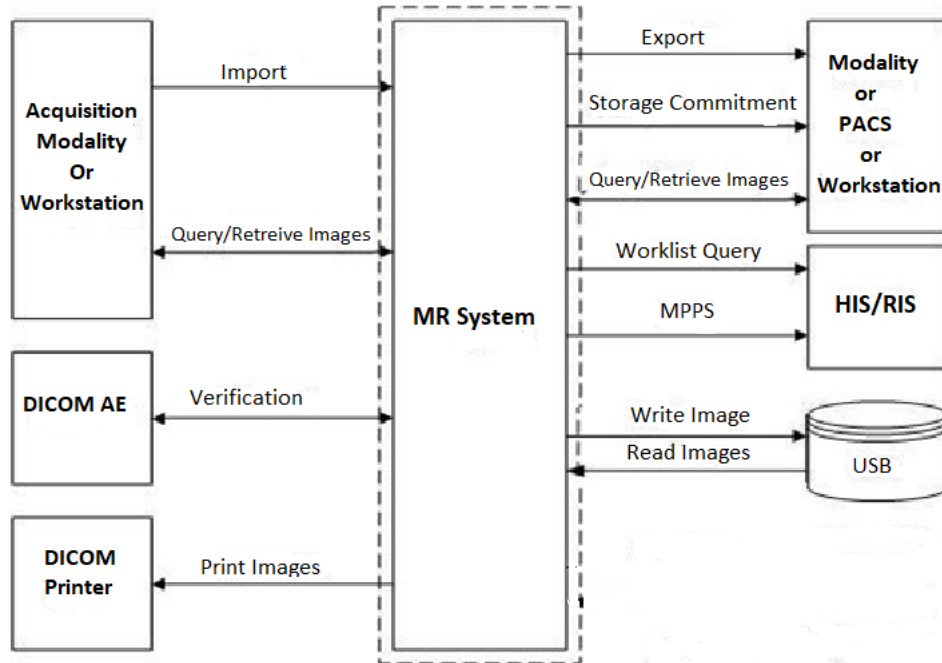 Acquisition
Modality
Or
Workstation
Import
Query/Retreive Images
DICOM AE
Verification
DICOM
Printer
Print Images
MR System
Export
Storage Commitment
Query/Retrieve Images
Modality
or
PACS
or
Workstation
Worklist Query
MPPS
HIS/RIS
Write Image
Read Images
USB